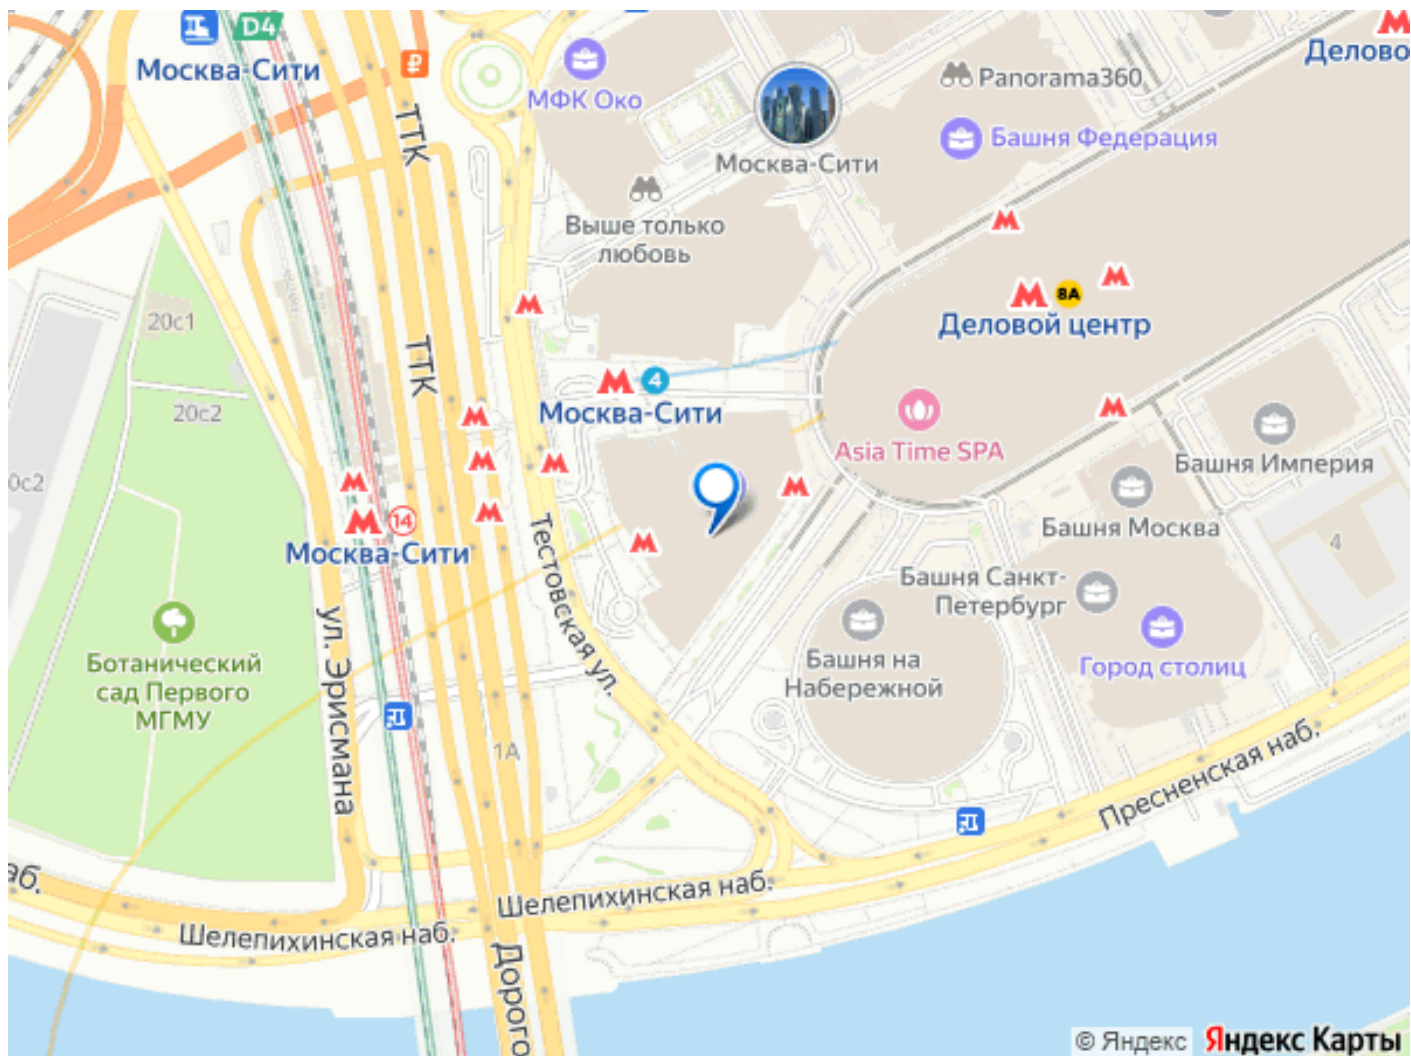 D4
Москва-Сити
₽
МФК Око
ТТК
Panorama360
Делово
Башня Федерация
Москва-Сити
Выше только
любовь
20с1
8А
Деловой центр
ТТК
4
Москва-Сити
20с2
Asia Time SPA
Башня Империя
0с2
Башня Москва
14
Москва-Сити
4
Тестовская ул.
Башня Санкт-
Петербург
ул. Эрисмана
Ботанический
сад Первого
МГМУ
Башня на
Набережной
Город столиц
1А
Пресненская наб.
аб.
Шелепихинская наб.
Шелепихинская наб.
Дорого
© Яндекс Яндекс Карты